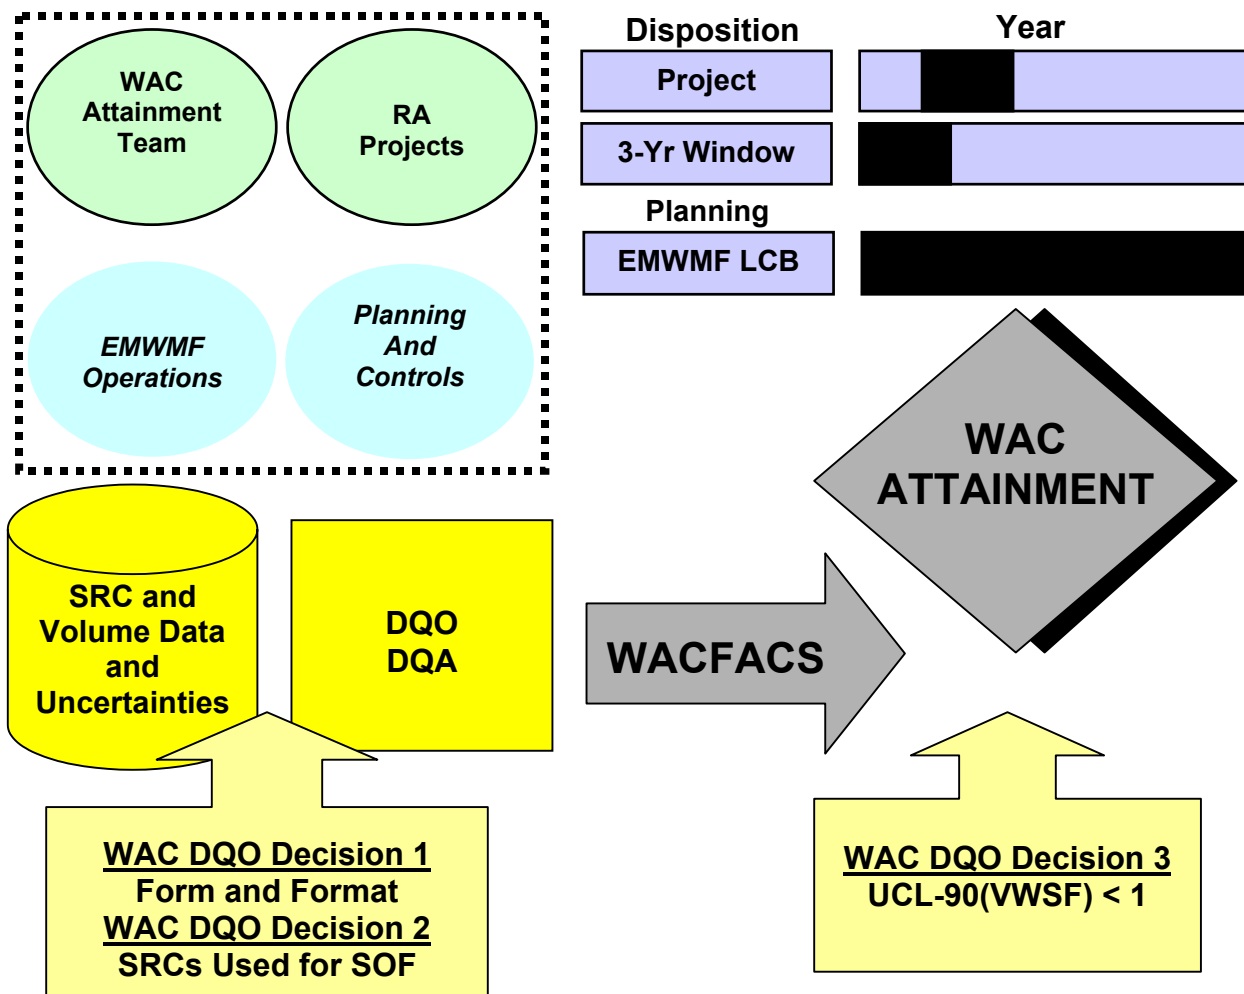 WAC
Attainment
Team
RA
Projects
EMWMF
Operations
Planning
And
Controls
Disposition
Year
Project
3-Yr Window
Planning
EMWMF LCB
WAC
ATTAINMENT
SRC and
Volume Data
and
Uncertainties
DQO
DQA
WACFACS
WAC DQO Decision 1
Form and Format
WAC DQO Decision 2
SRCs Used for SOF
WAC DQO Decision 3
UCL-90(VWSF) < 1